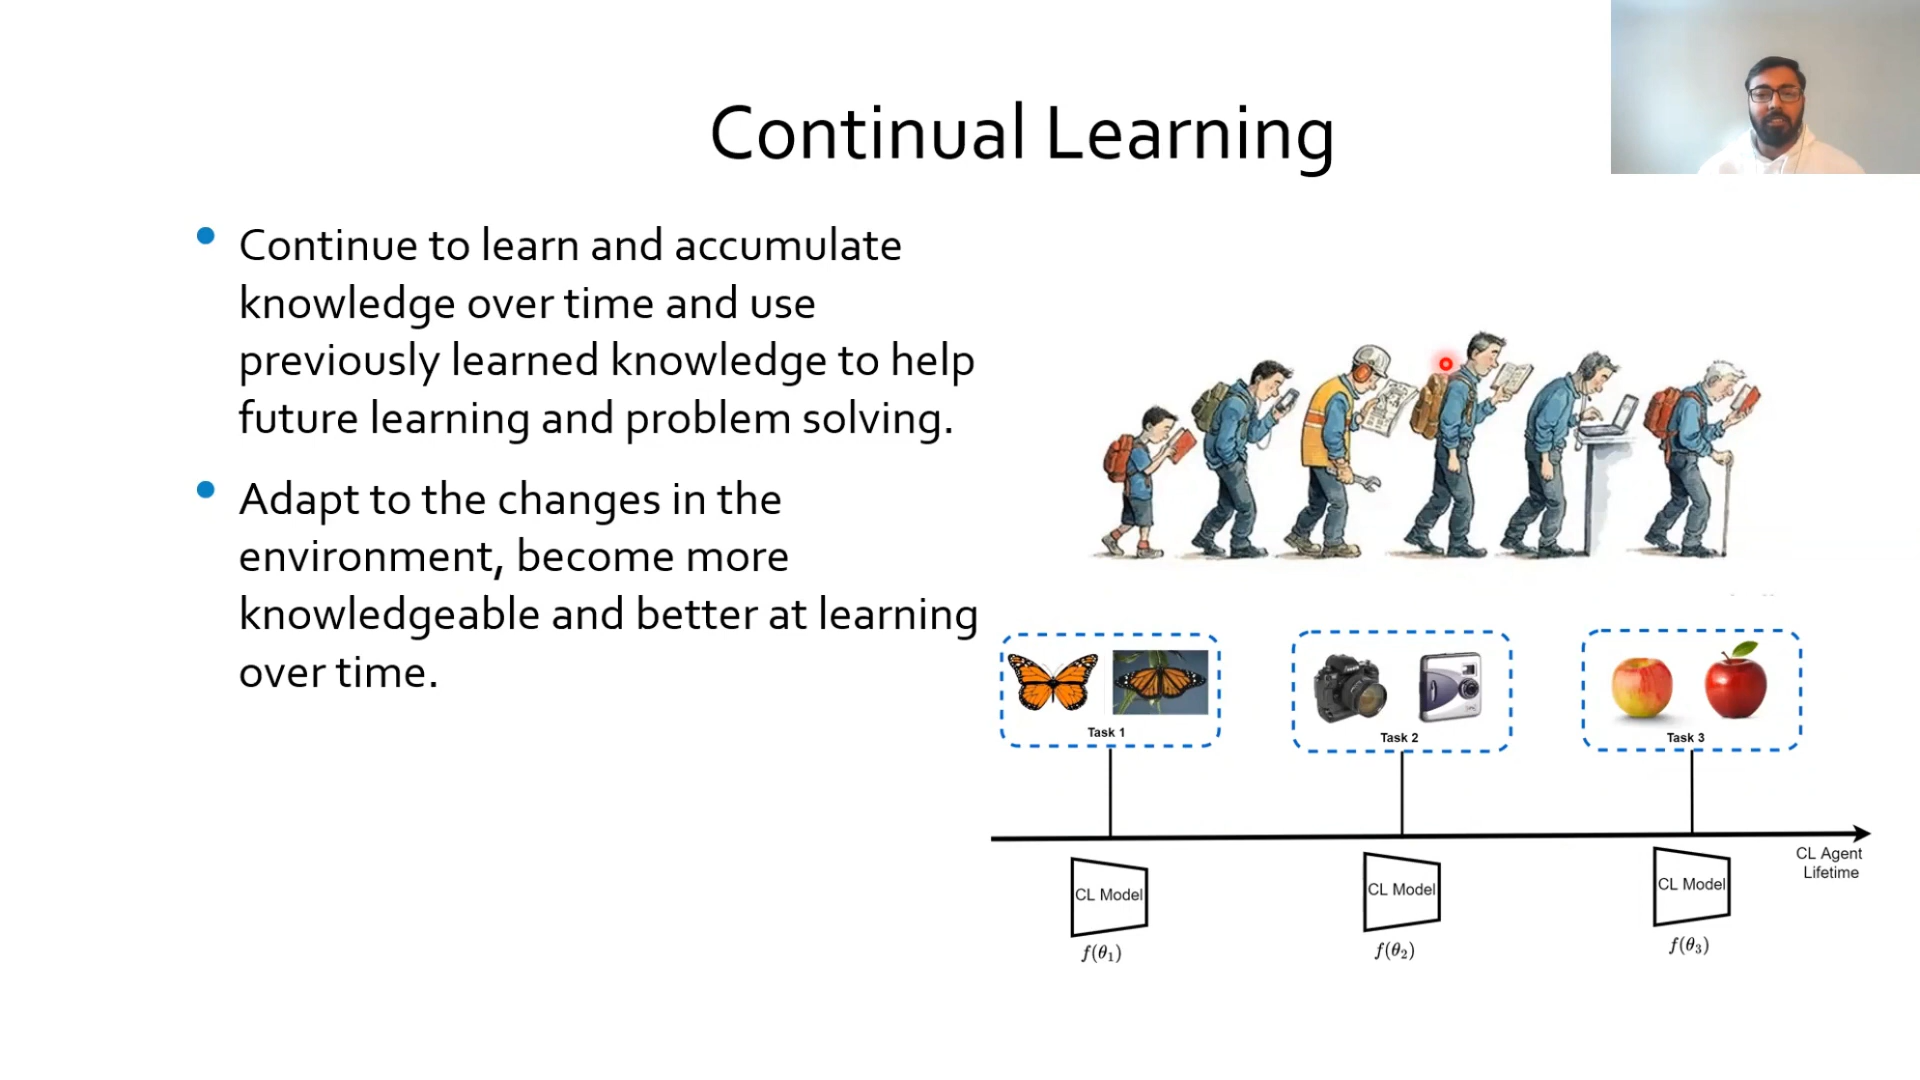 Continual Learning
Continue to learn and accumulate
knowledge over time and use
previously learned knowledge to help
future learning and problem solving.
Adapt to the changes in the
environment, become more
knowledgeable and better at learning
over time.
Task 1
Task 2
Task 3
CL Agent
Lifetime
CL Model
CL Model
CL Model
f(θ₁)
f(θ₂)
f(θ₃)